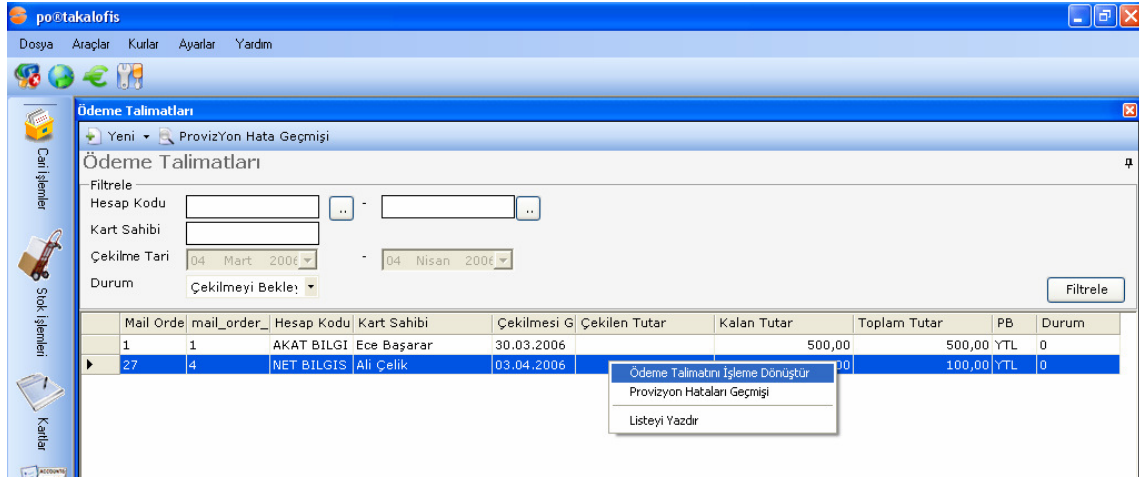 po®takalofis
Dosya Araçlar Kurlar Ayarlar Yardım
Ödeme Talimatları
Yeni ProvizYon Hata Geçmişi
Ödeme Talimatları
Filtrele
Hesap Kodu .. - ..
Kart Sahibi
Çekilme Tari 04 Mart 2006 - 04 Nisan 2006
Durum Çekilmeyi Bekley
Filtrele
Mail Orde mail_order_ Hesap Kodu Kart Sahibi Çekilmesi G Çekilen Tutar Kalan Tutar Toplam Tutar PB Durum
1 1 AKAT BILGI Ece Başarar 30.03.2006 500,00 500,00 YTL 0
27 4 NET BILGIS Ali Çelik 03.04.2006 00 100,00 YTL 0
Ödeme Talimatını İşleme Dönüştür
Provizyon Hataları Geçmişi
Listeyi Yazdır
Cari İşlemler
Stok İşlemleri
Kartlar
ACCOUNTS